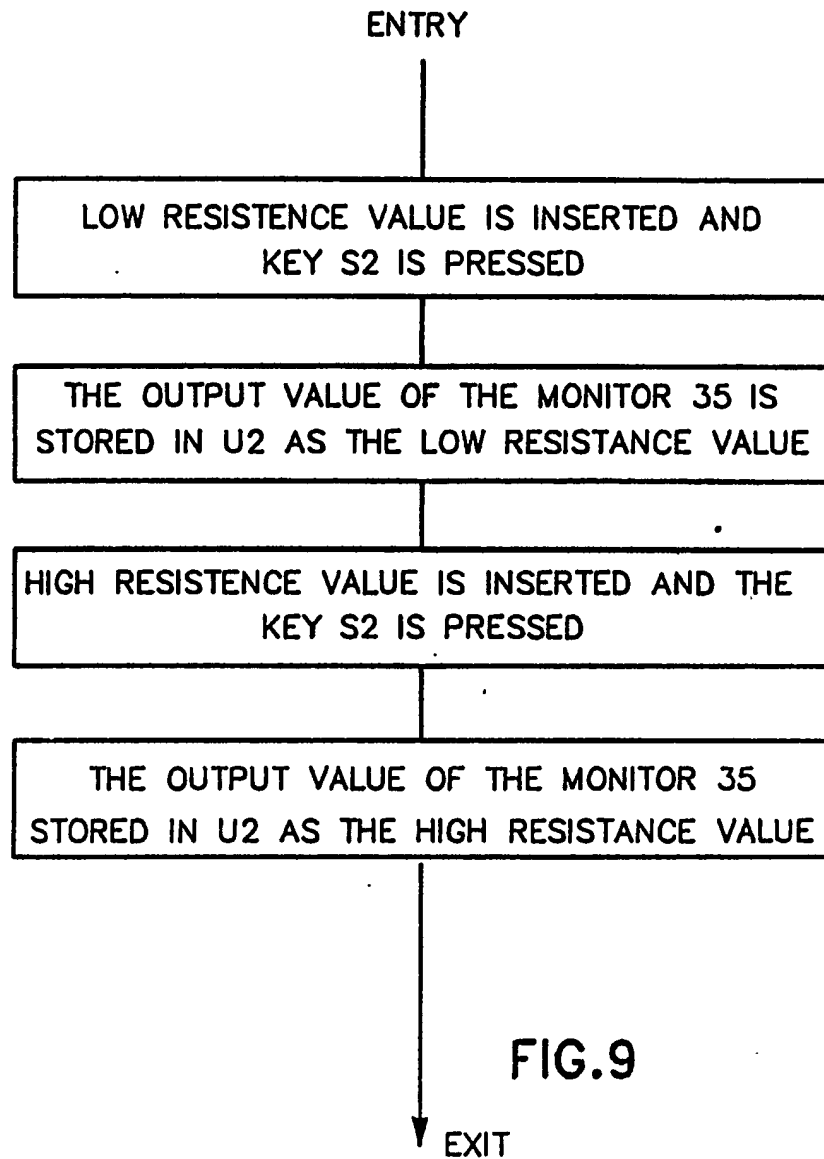 ENTRY
LOW RESISTENCE VALUE IS INSERTED AND
KEY S2 IS PRESSED
THE OUTPUT VALUE OF THE MONITOR 35 IS
STORED IN U2 AS THE LOW RESISTANCE VALUE
HIGH RESISTENCE VALUE IS INSERTED AND THE
KEY S2 IS PRESSED
THE OUTPUT VALUE OF THE MONITOR 35
STORED IN U2 AS THE HIGH RESISTANCE VALUE
FIG.9
EXIT